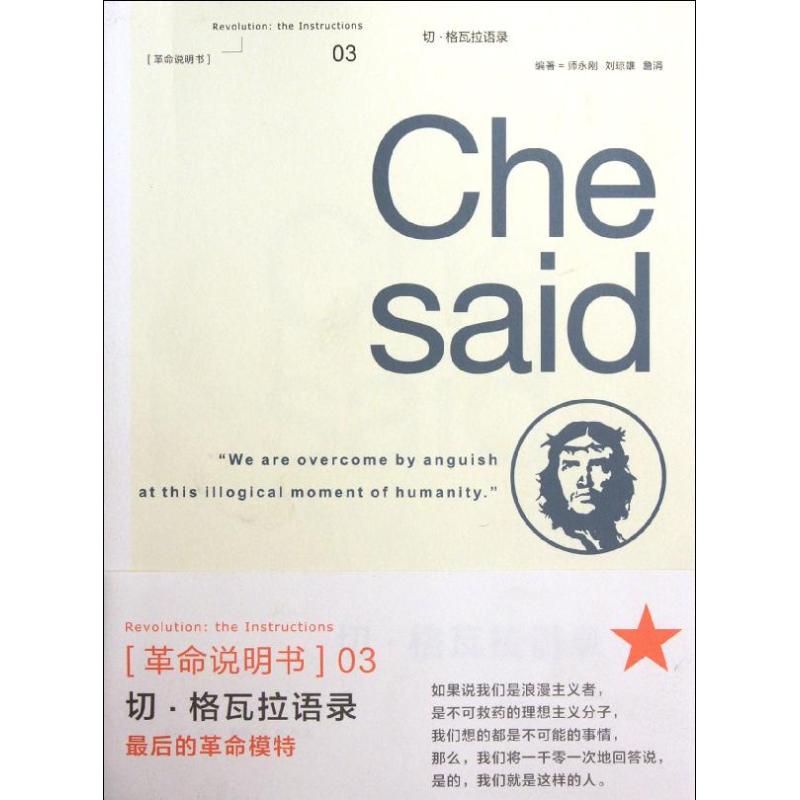 Revolution: the Instructions
[革命说明书]
03
切·格瓦拉语录
编著 = 师永刚 刘琼雄 詹涓
Che
said
“We are overcome by anguish
at this illogical moment of humanity.”
Revolution: the Instructions
[革命说明书] 03
切·格瓦拉语录
最后的革命模特
如果说我们是浪漫主义者，
是不可救药的理想主义分子，
我们想的都是不可能的事情，
那么，我们将一千零一次地回答说，
是的，我们就是这样的人。